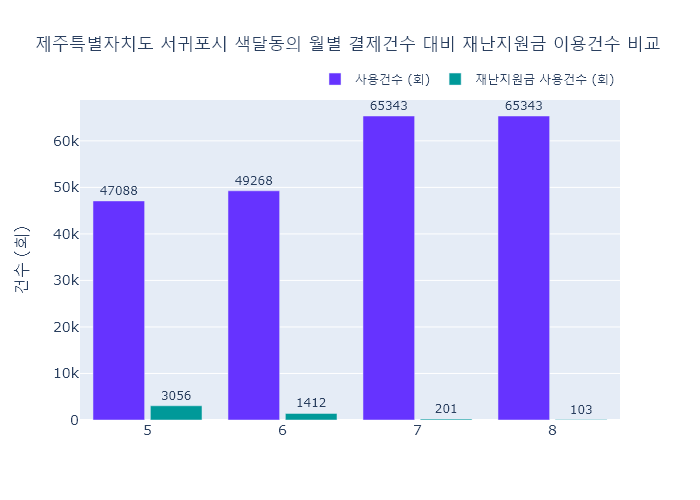 제주특별자치도 서귀포시 색달동의 월별 결제건수 대비 재난지원금 이용건수 비교
사용건수 (회) 재난지원금 사용건수 (회)
65343 65343
60k
49268
50k
47088
40k
건수 (회)
30k
20k
10k
3056
1412
201
103
0
5 6 7 8